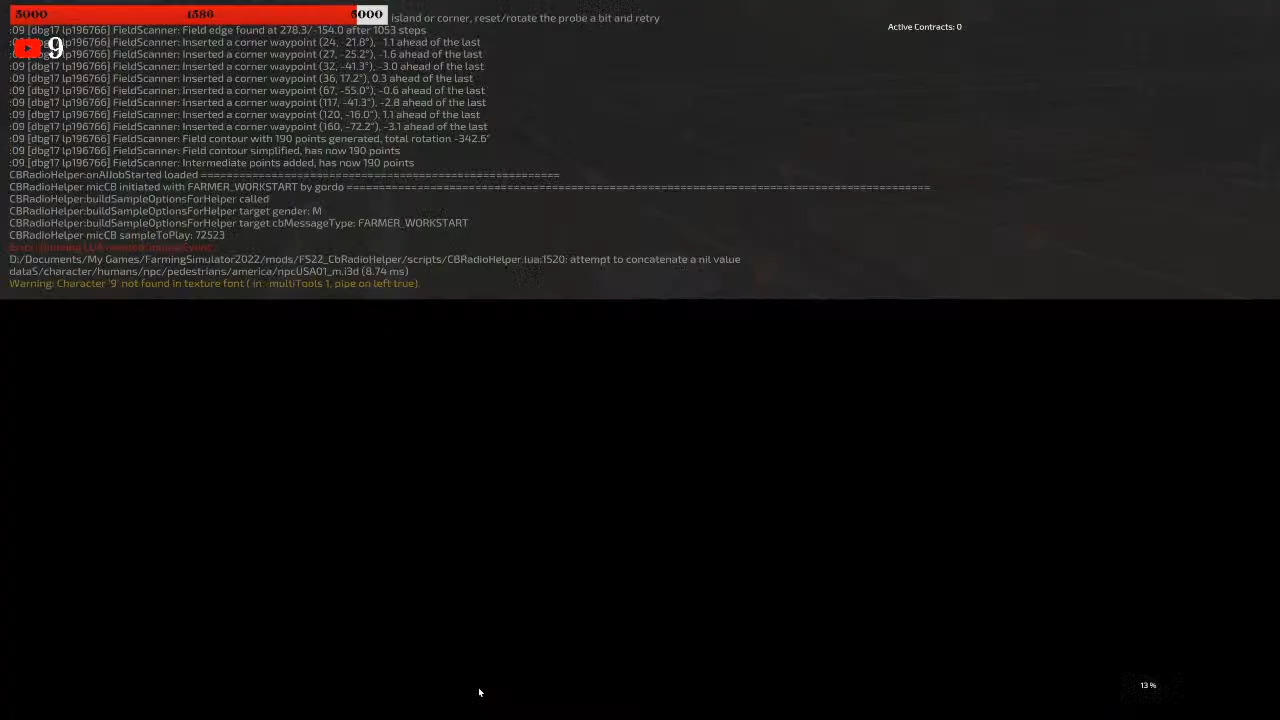 5000 1586 6000
island or corner, reset/rotate the probe a bit and retry
Active Contracts: 0
:09 [dbg17 lp196766] FieldScanner: Field edge found at 278.3/-154.0 after 1053 steps
:09 [dbg17 lp196766] FieldScanner: Inserted a corner waypoint (24, -21.8°), -1.1 ahead of the last
9
:09 [dbg17 lp196766] FieldScanner: Inserted a corner waypoint (27, -25.2°), -1.6 ahead of the last
:09 [dbg17 lp196766] FieldScanner: Inserted a corner waypoint (32, -41.3°), -3.0 ahead of the last
:09 [dbg17 lp196766] FieldScanner: Inserted a corner waypoint (36, 17.2°), 0.3 ahead of the last
:09 [dbg17 lp196766] FieldScanner: Inserted a corner waypoint (67, -55.0°), -0.6 ahead of the last
:09 [dbg17 lp196766] FieldScanner: Inserted a corner waypoint (117, -41.3°), -2.8 ahead of the last
:09 [dbg17 lp196766] FieldScanner: Inserted a corner waypoint (120, -16.0°), 1.1 ahead of the last
:09 [dbg17 lp196766] FieldScanner: Inserted a corner waypoint (160, -72.2°), -3.1 ahead of the last
:09 [dbg17 lp196766] FieldScanner: Field contour with 190 points generated, total rotation -342.6°
:09 [dbg17 lp196766] FieldScanner: Field contour simplified, has now 190 points
:09 [dbg17 lp196766] FieldScanner: Intermediate points added, has now 190 points
CBRadioHelper:onAIJobStarted loaded ============================================================
CBRadioHelper micCB initiated with FARMER_WORKSTART by gordo ==================================================================================================
CBRadioHelper:buildSampleOptionsForHelper called
CBRadioHelper:buildSampleOptionsForHelper target gender: M
CBRadioHelper:buildSampleOptionsForHelper target cbMessageType: FARMER_WORKSTART
CBRadioHelper micCB sampleToPlay: 72523
Error: Running LUA method 'mouseEvent'.
D:/Documents/My Games/FarmingSimulator2022/mods/FS22_CbRadioHelper/scripts/CBRadioHelper.lua:1520: attempt to concatenate a nil value
dataS/character/humans/npc/pedestrians/america/npcUSA01_m.i3d (8.74 ms)
Warning: Character '9' not found in texture font ( in: multiTools 1, pipe on left true).
13 %